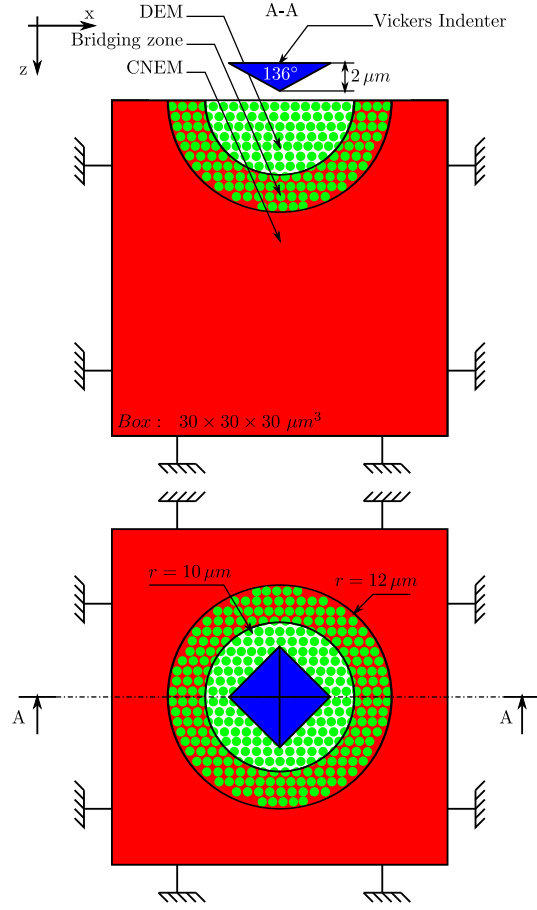 DEM
A-A
Vickers Indenter
x
Bridging zone
z
CNEM
136°
2 μm
Box : 30 × 30 × 30 μm³
r = 10 μm
r = 12 μm
A
A